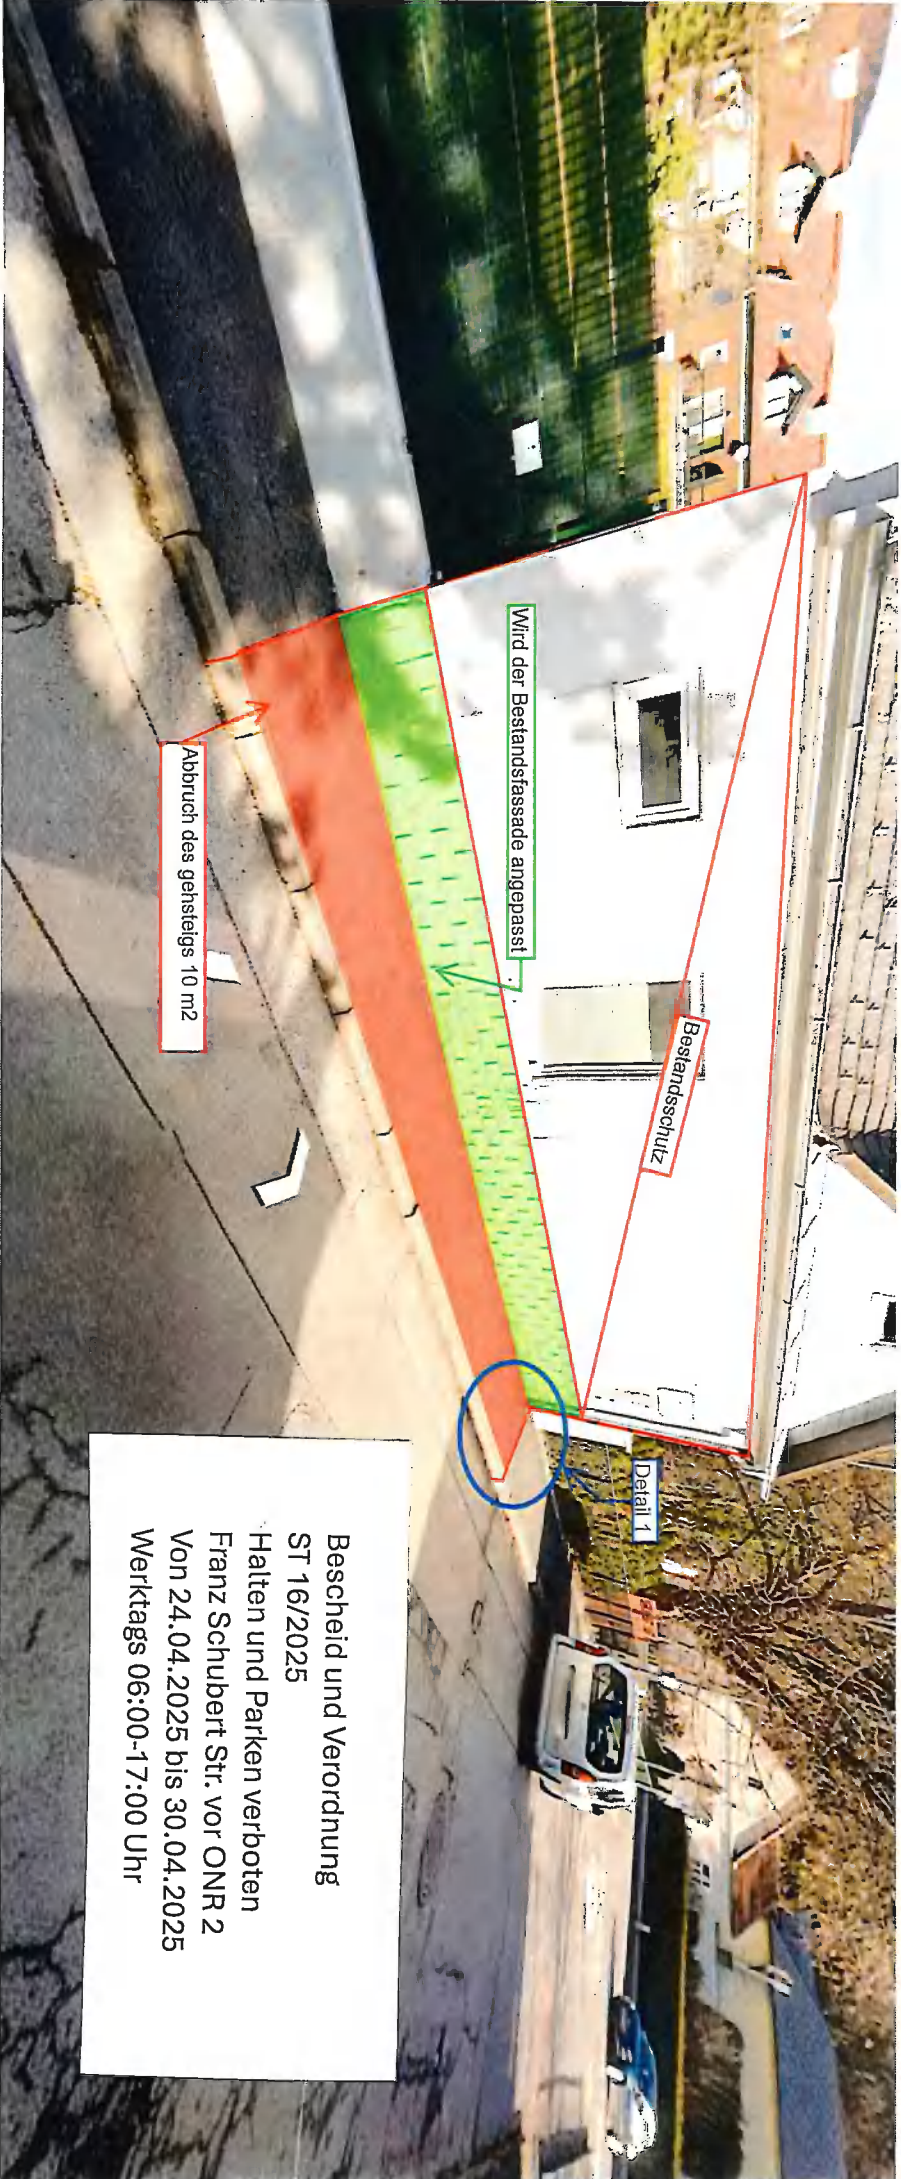 Wird der Bestandsfassade angepasst
Bestandsschutz
Abbruch des gehsteigs 10 m2
Detail 1
Bescheid und Verordnung
ST 16/2025
Halten und Parken verboten
Franz Schubert Str. vor ONR 2
Von 24.04.2025 bis 30.04.2025
Werktags 06:00-17:00 Uhr